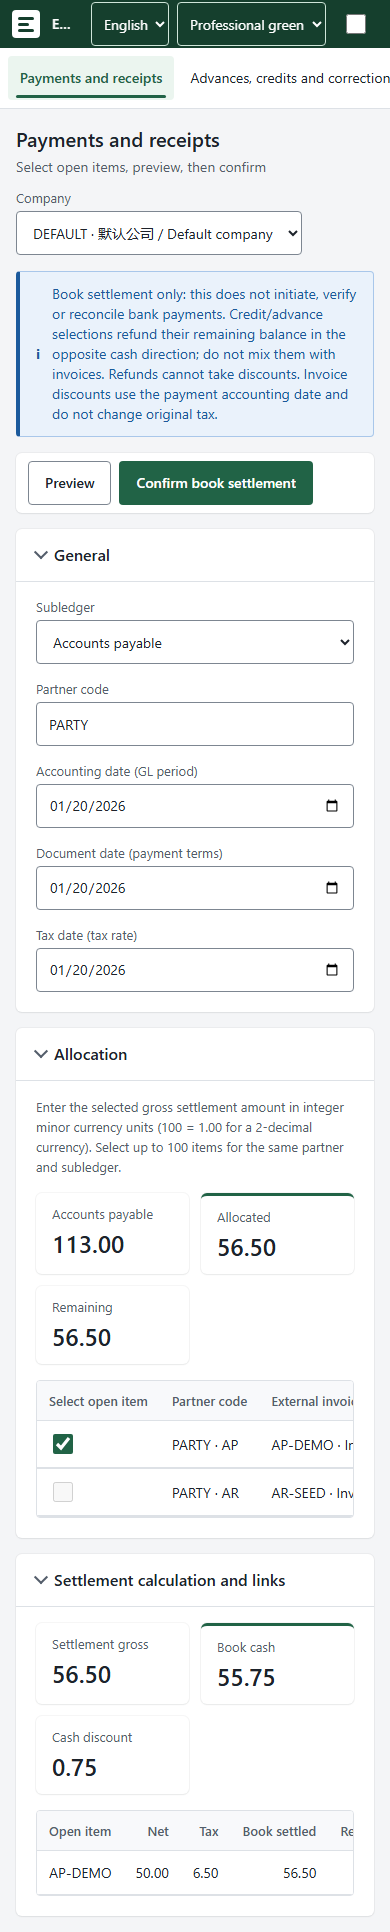 E...
English
Professional green
Payments and receipts
Advances, credits and correction
Payments and receipts
Select open items, preview, then confirm
Company
DEFAULT · 默认公司 / Default company
i
Book settlement only: this does not initiate, verify
or reconcile bank payments. Credit/advance
selections refund their remaining balance in the
opposite cash direction; do not mix them with
invoices. Refunds cannot take discounts. Invoice
discounts use the payment accounting date and
do not change original tax.
Preview
Confirm book settlement
General
Subledger
Accounts payable
Partner code
PARTY
Accounting date (GL period)
01/20/2026
Document date (payment terms)
01/20/2026
Tax date (tax rate)
01/20/2026
Allocation
Enter the selected gross settlement amount in integer
minor currency units (100 = 1.00 for a 2-decimal
currency). Select up to 100 items for the same partner
and subledger.
Accounts payable
113.00
Allocated
56.50
Remaining
56.50
Select open item Partner code External invoic
PARTY · AP AP-DEMO · In
PARTY · AR AR-SEED · Inv
Settlement calculation and links
Settlement gross
56.50
Book cash
55.75
Cash discount
0.75
Open item Net Tax Book settled Re
AP-DEMO 50.00 6.50 56.50